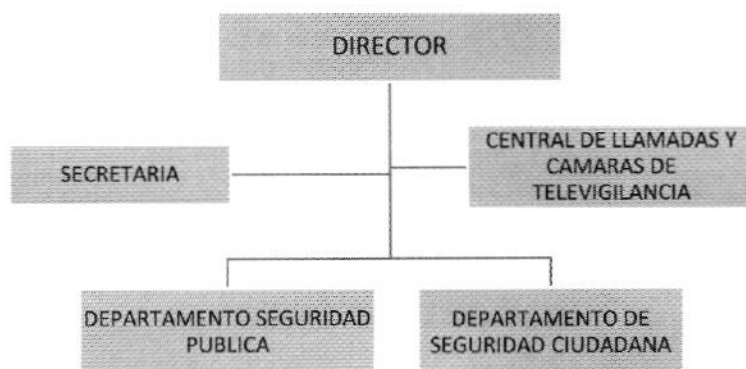 DIRECTOR
SECRETARIA
CENTRAL DE LLAMADAS Y
CAMARAS DE
TELEVIGILANCIA
DEPARTAMENTO SEGURIDAD
PUBLICA
DEPARTAMENTO DE
SEGURIDAD CIUDADANA